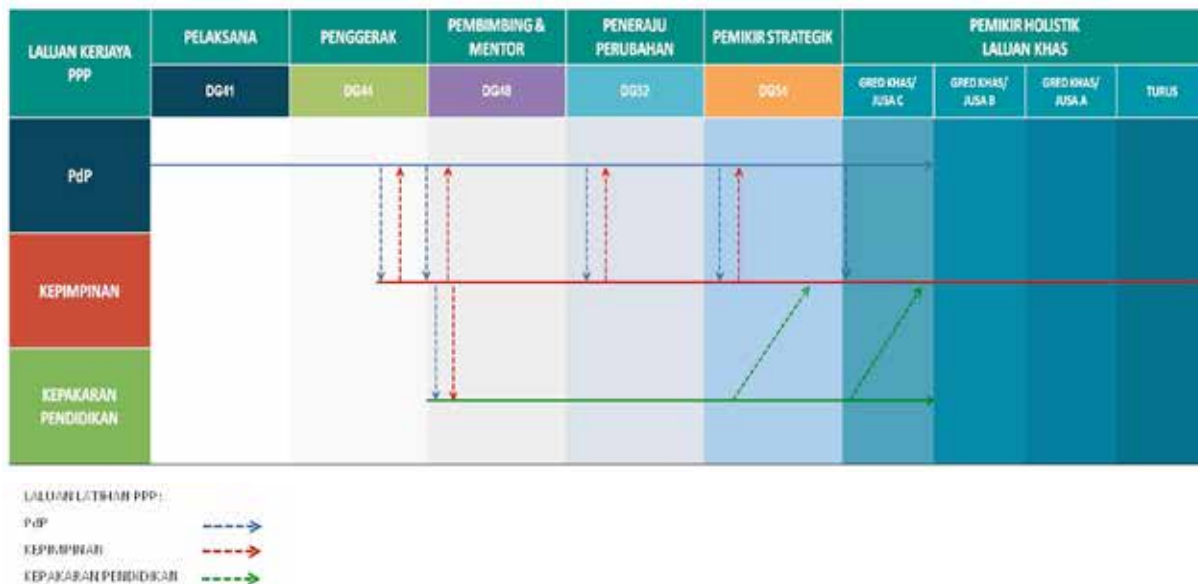 LALUAN KERJAYA
PPP
PELAKSANA
PENGGERAK
PEMBIMBING &
MENTOR
PENERAJU
PERUBAHAN
PEMIKIR STRATEGIK
PEMIKIR HOLISTIK
LALUAN KHAS
DG41
DG44
DG48
DG52
DG54
GRED KHAS/
JUSA C
GRED KHAS/
JUSA B
GRED KHAS/
JUSA A
TURUS
PdP
KEPIMPINAN
KEPAKARAN
PENDIDIKAN
LALUAN LATIHAN PPP:
PdP
KEPIMPINAN
KEPAKARAN PENDIDIKAN